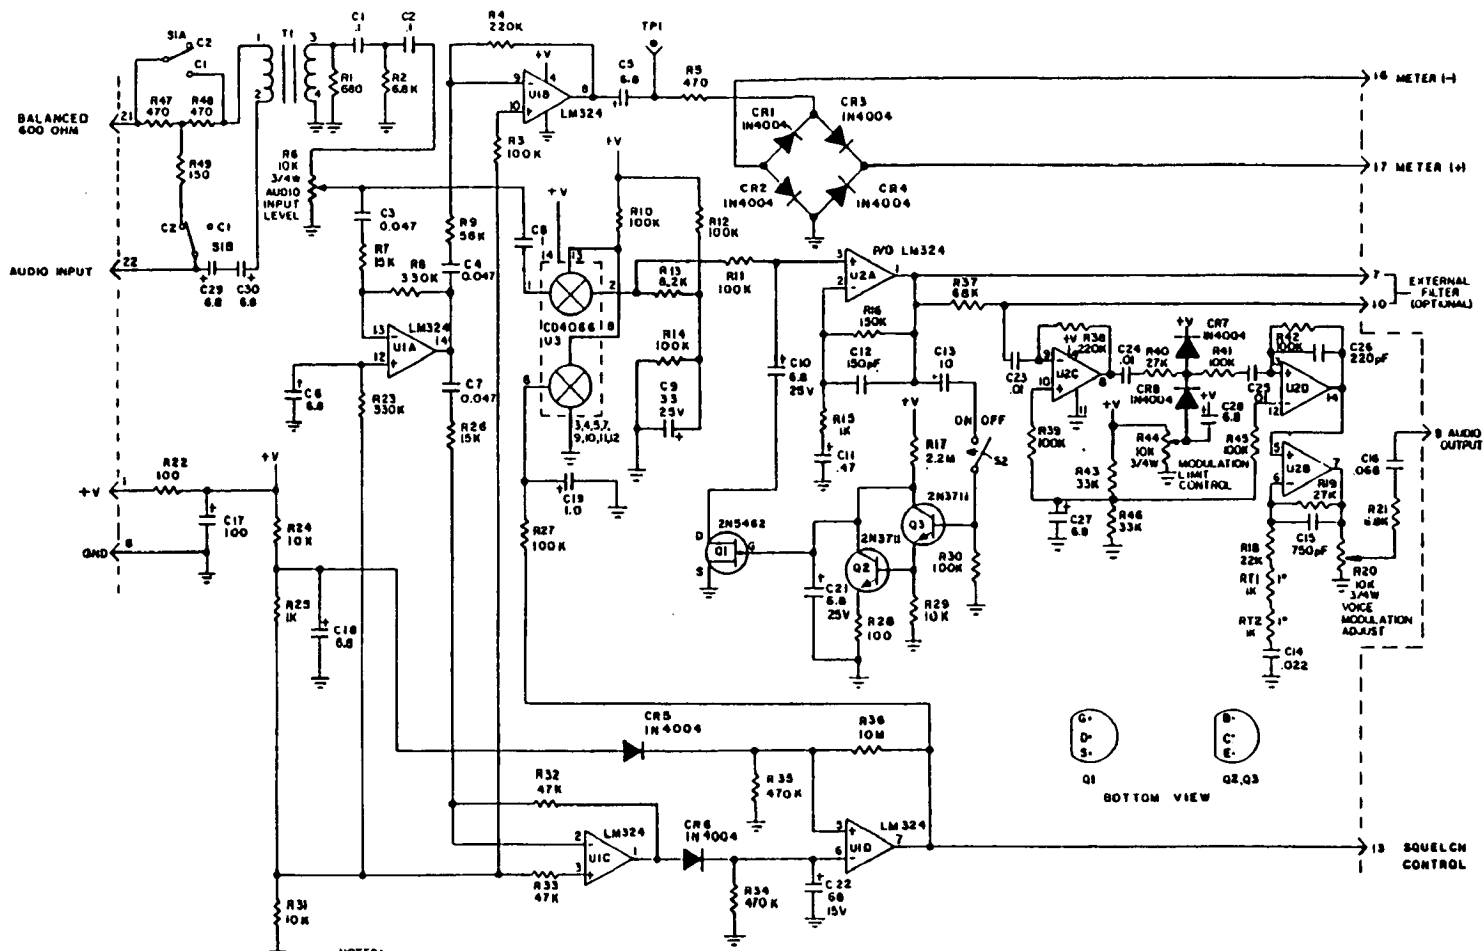 BALANCED
600 OHM
21
AUDIO INPUT
22
S1A
C2
C1
R47
470
R48
470
R49
150
C2
C1
S1B
C29
6.8
C30
6.8
1
T1
3
2
4
C1
.1
C2
.1
R1
680
R2
6.8K
R6
10K
3/4W
AUDIO
INPUT
LEVEL
C3
0.047
R7
15K
R8
330K
R9
56K
C4
0.047
13
12
U1A
LM324
14
C6
6.8
R23
330K
C7
0.047
R26
15K
R4
220K
+V
9
4
8
10
U1B
LM324
R3
100K
C5
6.8
TP1
R5
470
CR1
1N4004
CR3
1N4004
CR2
1N4004
CR4
1N4004
16 METER (-)
17 METER (+)
+V
+V
C8
14
13
1
2
CD4066
U3
8
6
3,4,5,7,
9,10,11,12
R10
100K
R12
100K
R13
8.2K
R14
100K
C9
33
25V
R11
100K
C19
1.0
R27
100K
P/O LM324
3
U2A
1
2
R16
150K
C12
150pF
C13
10
R15
1K
C11
.47
C10
6.8
25V
R37
68K
7
10
EXTERNAL
FILTER
(OPTIONAL)
+V
R17
2.2M
ON OFF
S2
2N5462
D
Q1
G
S
2N3711
Q3
2N3711
Q2
C21
6.8
25V
R28
100
R29
10K
R30
100K
C23
.01
9
+V
R38
220K
U2C
10
8
11
C24
.01
R40
27K
+V
CR7
1N4004
CR8
1N4004
+V
C28
6.8
R41
100K
C25
R42
100K
C26
220pF
U2D
12
14
R39
100K
+V
R44
10K
3/4W
MODULATION
LIMIT
CONTROL
R45
100K
R43
33K
R46
33K
C27
6.8
5
U2B
7
6
R19
27K
C15
750pF
R18
22K
RT1
1K
1°
RT2
1K
1°
C14
.022
R20
10K
3/4W
VOICE
MODULATION
ADJUST
C16
.068
R21
6.8K
AUDIO
OUTPUT
+V
1
R22
100
+V
C17
100
GND
R24
10K
R25
1K
C18
6.8
R31
10K
CR5
1N4004
R36
10M
R35
470K
R32
47K
2
LM324
U1C
1
3
R33
47K
CR6
1N4004
R34
470K
C22
68
15V
5
LM324
U1D
7
6
13 SQUELCH
CONTROL
G
D
S
Q1
B
C
E
Q2,Q3
BOTTOM VIEW
NOTES: